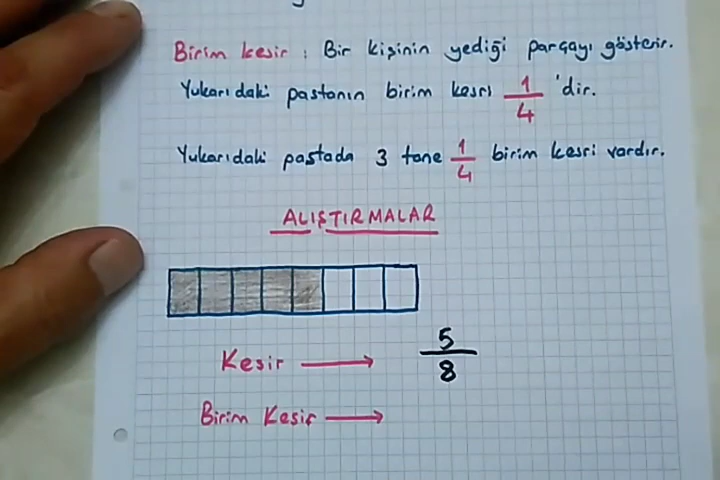 Birim kesir : Bir kişinin yediği parçayı gösterir.
Yukarıdaki pastanın birim kesri 1/4 'dir.
Yukarıdaki pastada 3 tane 1/4 birim kesri vardır.
ALIŞTIRMALAR
Kesir → 5/8
Birim Kesir →